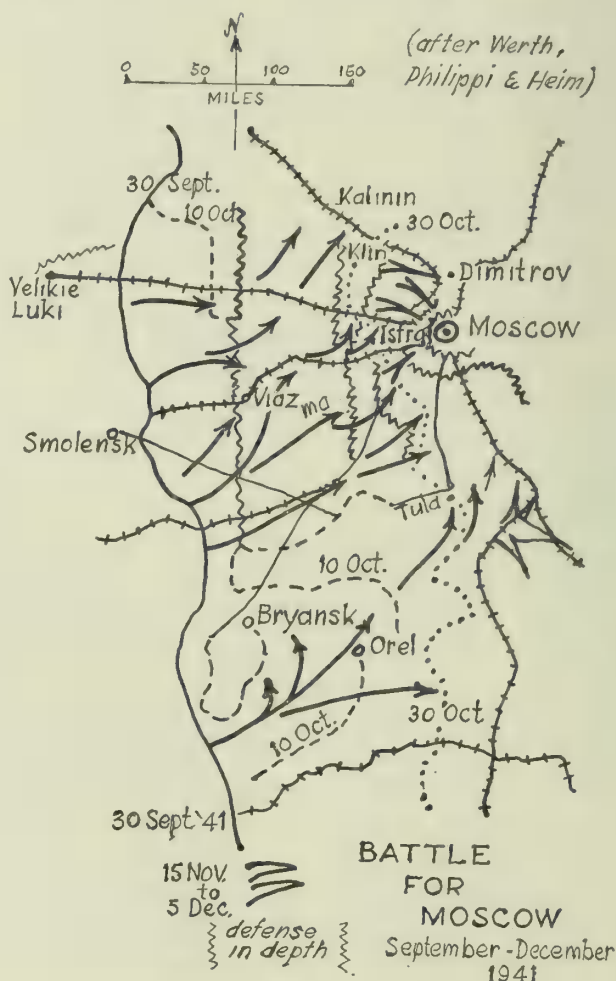 N
(after Werth,
Philippi & Heim)
0 50 100 150
MILES
30 Sept.
10 Oct
Kalinin
30 Oct.
Klin
Dimitrov
Velikie
Luki
Istra
MOSCOW
Viaz
ma
Smolensk
Tula
10 Oct.
Bryansk
Orel
30 Oct
10 Oct.
30 Sept '41
15 NOV.
to
5 Dec.
defense
in depth
BATTLE
FOR
MOSCOW
September-December
1941